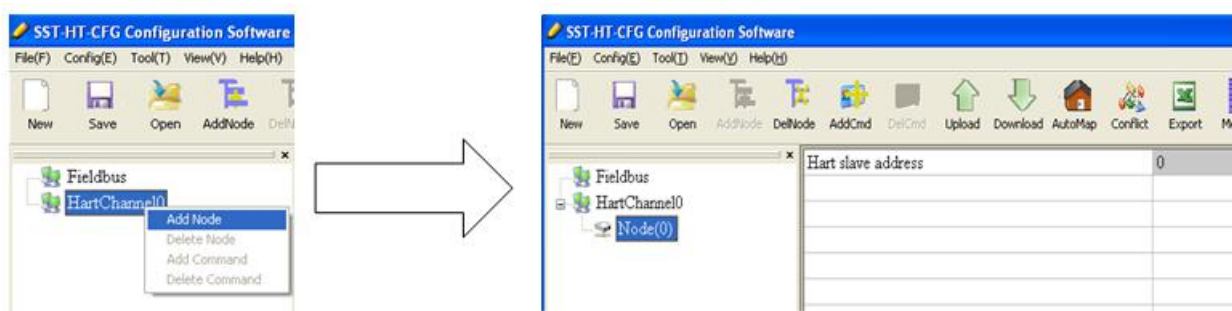 SST-HT-CFG Configuration Software
File(F) Config(E) Tool(T) View(V) Help(H)
New Save Open AddNode
Fieldbus
HartChannel0
Add Node
Delete Node
Add Command
Delete Command
SST-HT-CFG Configuration Software
File(F) Config(E) Tool(T) View(V) Help(H)
New Save Open AddNode DelNode AddCmd DelCmd Upload Download AutoMap Conflict Export
Hart slave address 0
Fieldbus
HartChannel0
Node(0)